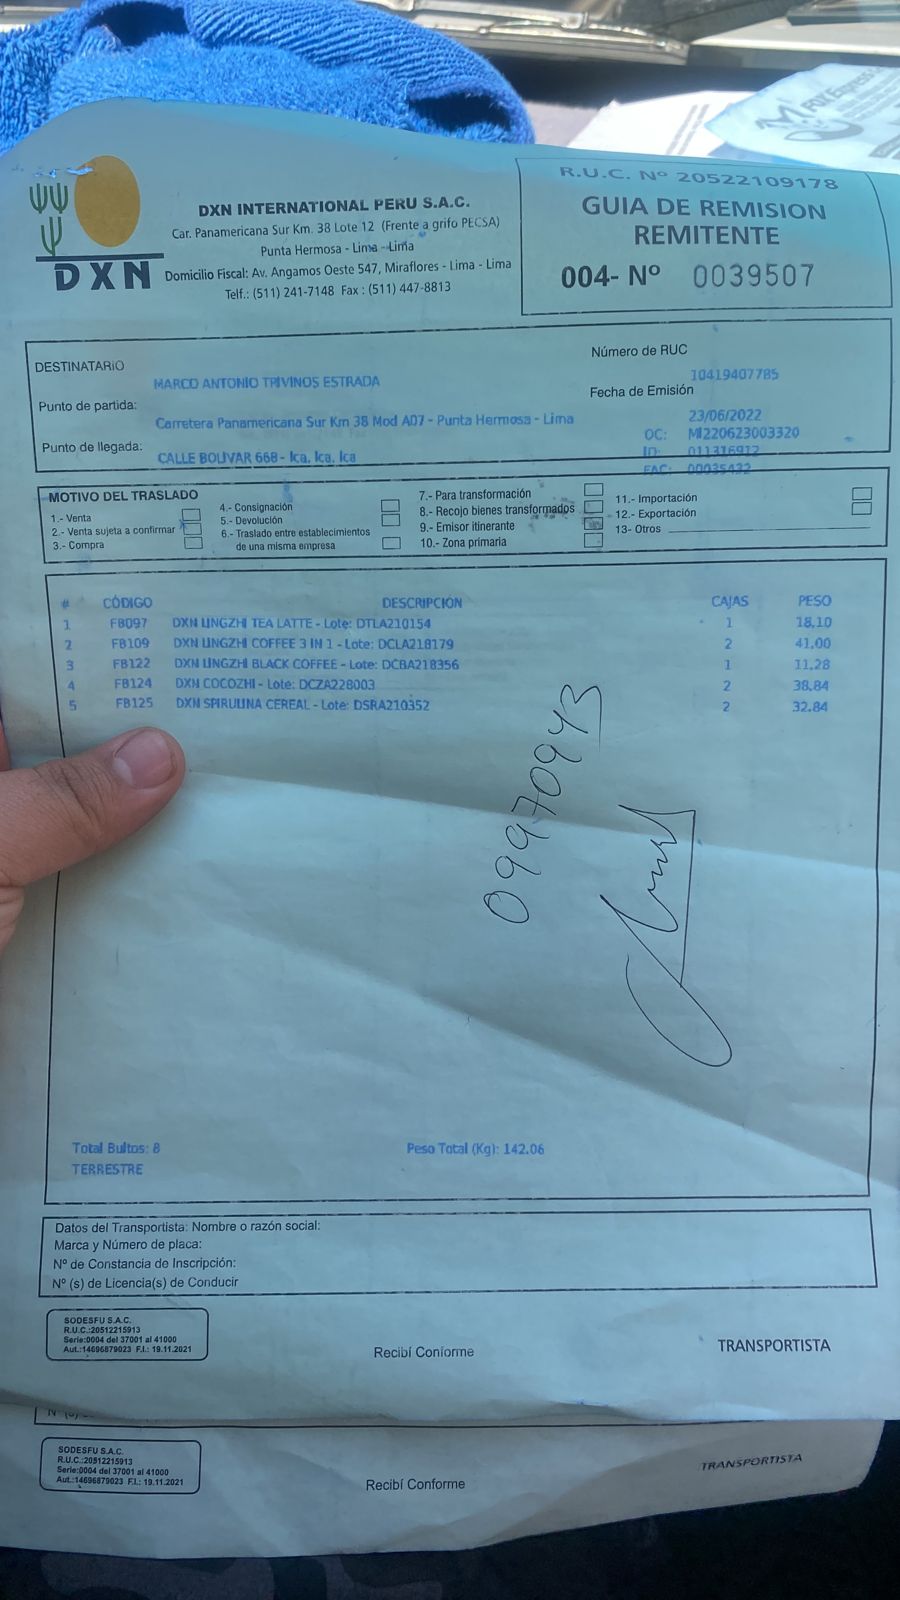 DXN
DXN INTERNATIONAL PERU S.A.C.
Car. Panamericana Sur Km. 38 Lote 12 (Frente a grifo PECSA)
Punta Hermosa - Lima - Lima
Domicilio Fiscal: Av. Angamos Oeste 547, Miraflores - Lima - Lima
Telf.: (511) 241-7148 Fax : (511) 447-8813
R.U.C. Nº 20522109178
GUIA DE REMISION
REMITENTE
004- Nº 0039507
DESTINATARIO
MARCO ANTONIO TRIVINOS ESTRADA
Número de RUC
10419407785
Punto de partida:
Carretera Panamericana Sur Km 38 Mod A07 - Punta Hermosa - Lima
Fecha de Emisión
23/06/2022
Punto de llegada:
CALLE BOLIVAR 668 - Ica, Ica, Ica
OC: MI220623003320
ID: 011316912
FAC: 00035432
MOTIVO DEL TRASLADO
1.- Venta
2.- Venta sujeta a confirmar
3.- Compra
4.- Consignación
5.- Devolución
6.- Traslado entre establecimientos
de una misma empresa
7.- Para transformación
8.- Recojo bienes transformados
9.- Emisor itinerante
10.- Zona primaria
11.- Importación
12.- Exportación
13- Otros
# CÓDIGO DESCRIPCIÓN CAJAS PESO
1 FB097 DXN LINGZHI TEA LATTE - Lote: DTLA210154 1 18,10
2 FB109 DXN LINGZHI COFFEE 3 IN 1 - Lote: DCLA218179 2 41,00
3 FB122 DXN LINGZHI BLACK COFFEE - Lote: DCBA218356 1 11,28
4 FB124 DXN COCOZHI - Lote: DCZA228003 2 38.84
5 FB125 DXN SPIRULINA CEREAL - Lote: DSRA210352 2 32.84
09970943
Total Bultos: 8
Peso Total (Kg): 142.06
TERRESTRE
Datos del Transportista: Nombre o razón social:
Marca y Número de placa:
Nº de Constancia de Inscripción:
Nº (s) de Licencia(s) de Conducir
SODESFU S.A.C.
R.U.C.:20512215913
Serie:0004 del 37001 al 41000
Aut.:14696879023 F.I.: 19.11.2021
Recibí Conforme
TRANSPORTISTA
SODESFU S.A.C.
R.U.C.:20512215913
Serie:0004 del 37001 al 41000
Aut.:14696879023 F.I.: 19.11.2021
Recibí Conforme
TRANSPORTISTA